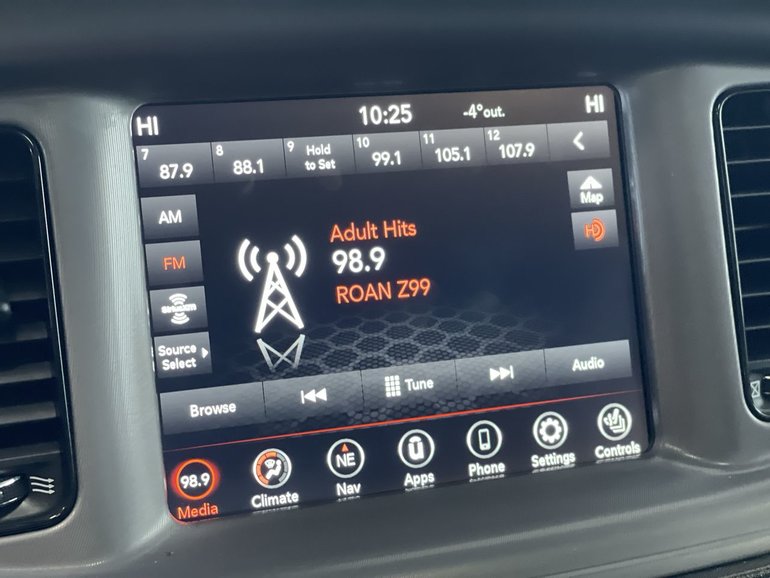 HI 10:25 -4°out. HI
7 87.9
8 88.1
9 Hold to Set
10 99.1
11 105.1
12 107.9
Map
AM
FM
SiriusXM
Source
Select
HD
Adult Hits
98.9
ROAN Z99
Browse
Tune
Audio
98.9
Media
Climate
NE
Nav
u
Apps
Phone
Settings
Controls